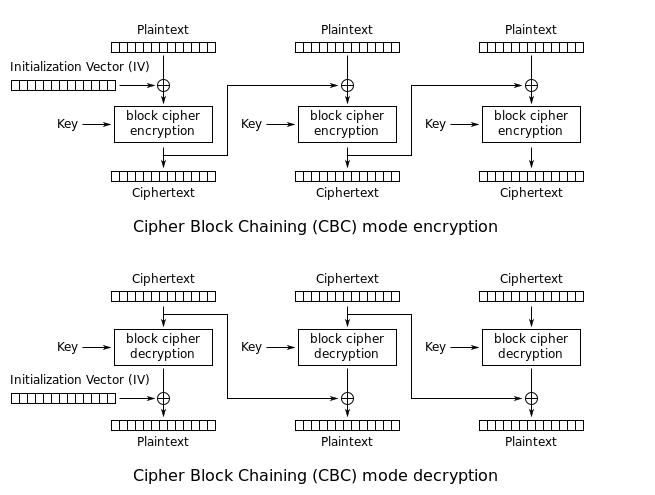 Plaintext Plaintext Plaintext
Initialization Vector (IV)
Key block cipher encryption Key block cipher encryption Key block cipher encryption
Ciphertext Ciphertext Ciphertext
Cipher Block Chaining (CBC) mode encryption
Ciphertext Ciphertext Ciphertext
Key block cipher decryption Key block cipher decryption Key block cipher decryption
Initialization Vector (IV)
Plaintext Plaintext Plaintext
Cipher Block Chaining (CBC) mode decryption